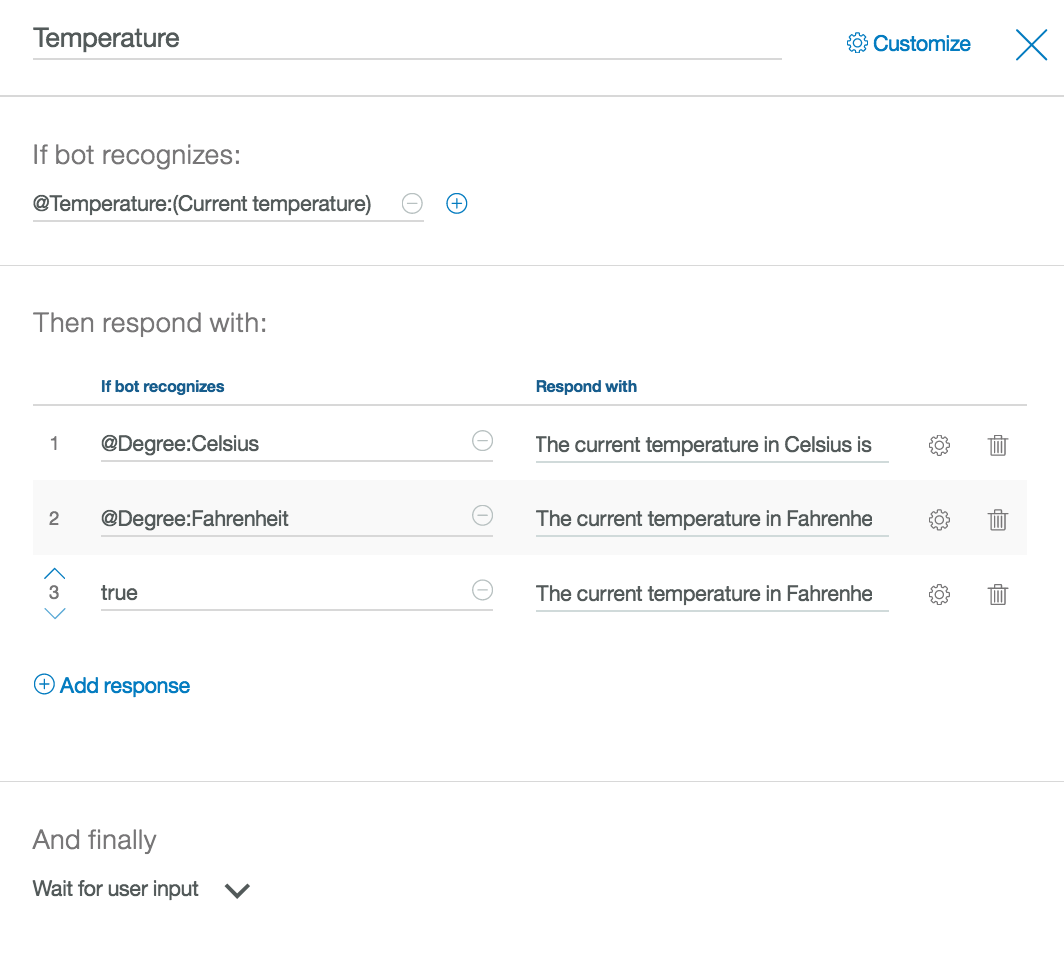 Temperature
Customize
If bot recognizes:
@Temperature:(Current temperature)
Then respond with:
If bot recognizes Respond with
1 @Degree:Celsius The current temperature in Celsius is
2 @Degree:Fahrenheit The current temperature in Fahrenhe
3 true The current temperature in Fahrenhe
Add response
And finally
Wait for user input